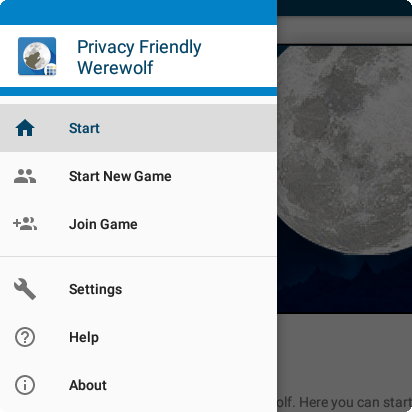 Privacy Friendly
Werewolf
Start
Start New Game
Join Game
Settings
Help
About
olf. Here you can start